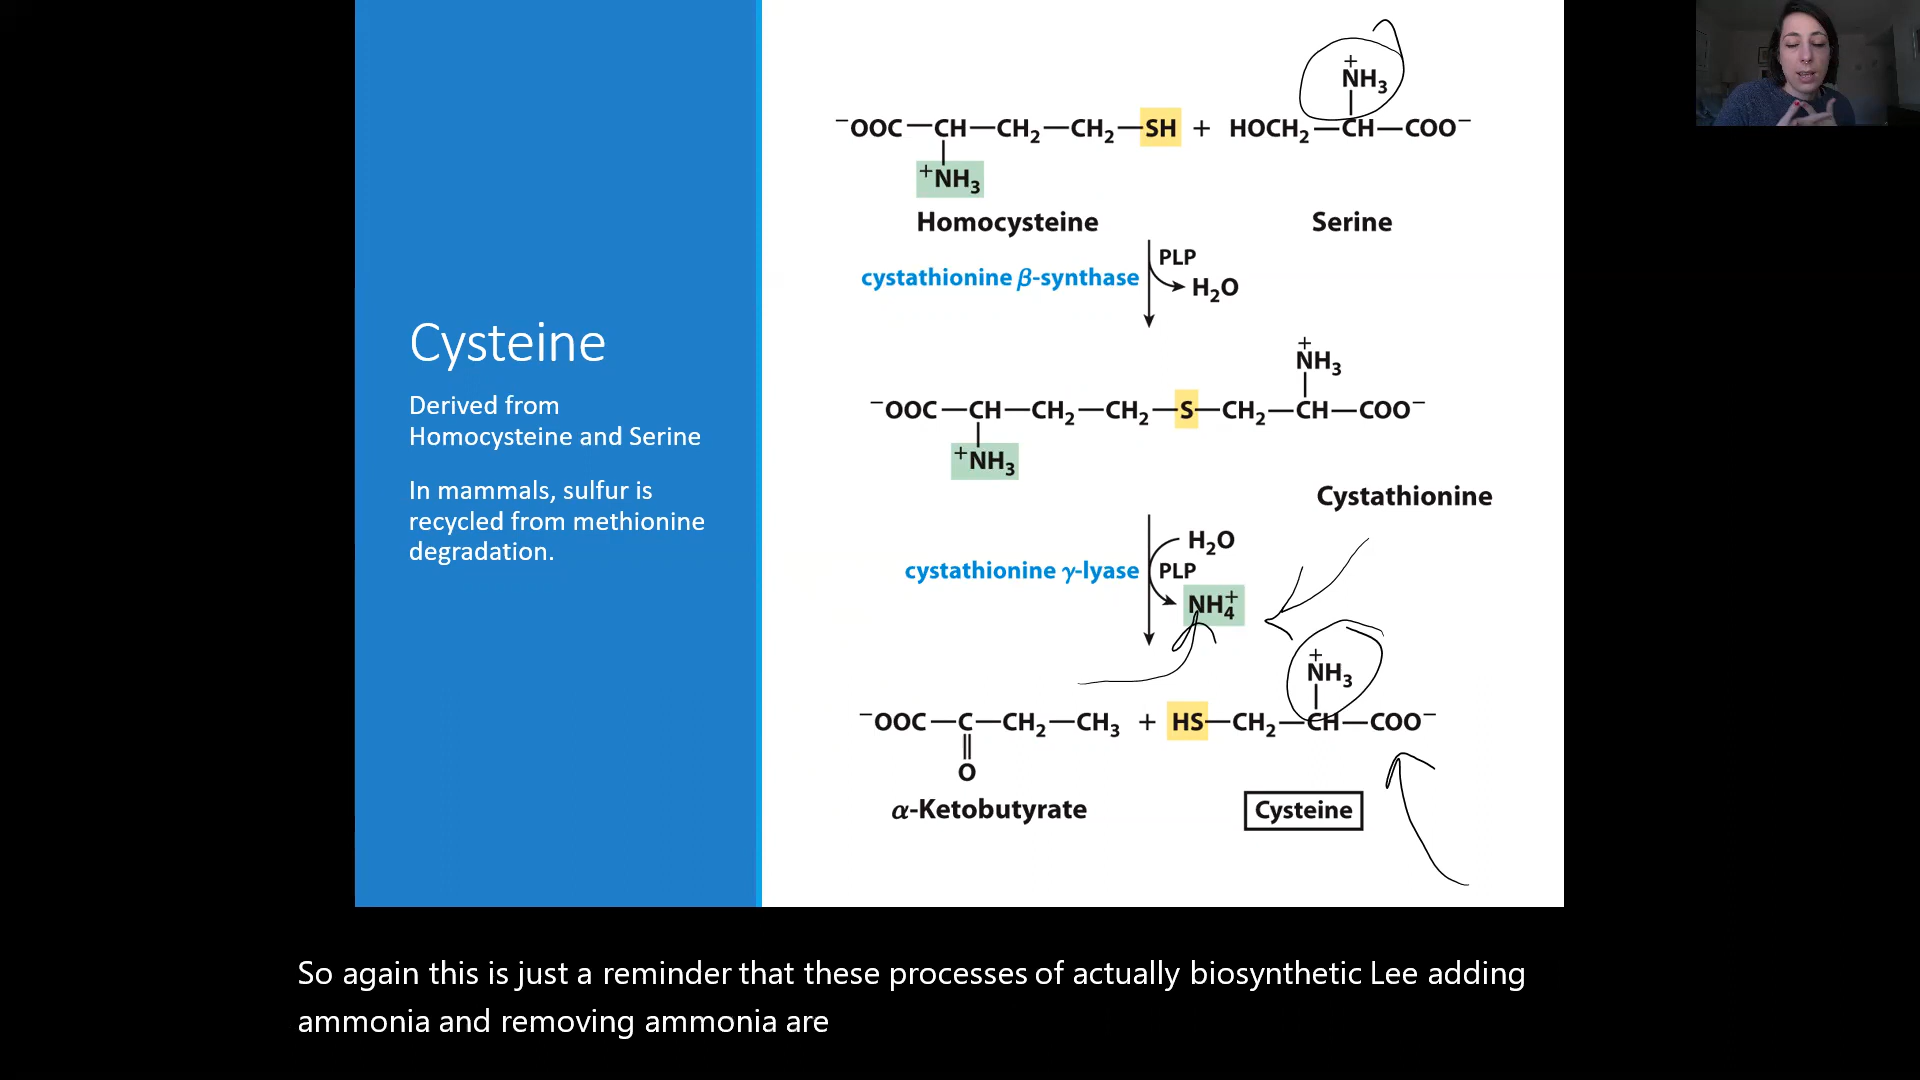 Cysteine
Derived from
Homocysteine and Serine
In mammals, sulfur is
recycled from methionine
degradation.
+
NH3
−OOC—CH—CH2—CH2—SH + HOCH2—CH—COO−
+NH3
Homocysteine Serine
PLP
cystathionine β-synthase
H2O
+
NH3
−OOC—CH—CH2—CH2—S—CH2—CH—COO−
+NH3
Cystathionine
H2O
cystathionine γ-lyase PLP
NH4+
+
NH3
−OOC—C—CH2—CH3 + HS—CH2—CH—COO−
O
α-Ketobutyrate Cysteine
So again this is just a reminder that these processes of actually biosynthetic Lee adding
ammonia and removing ammonia are